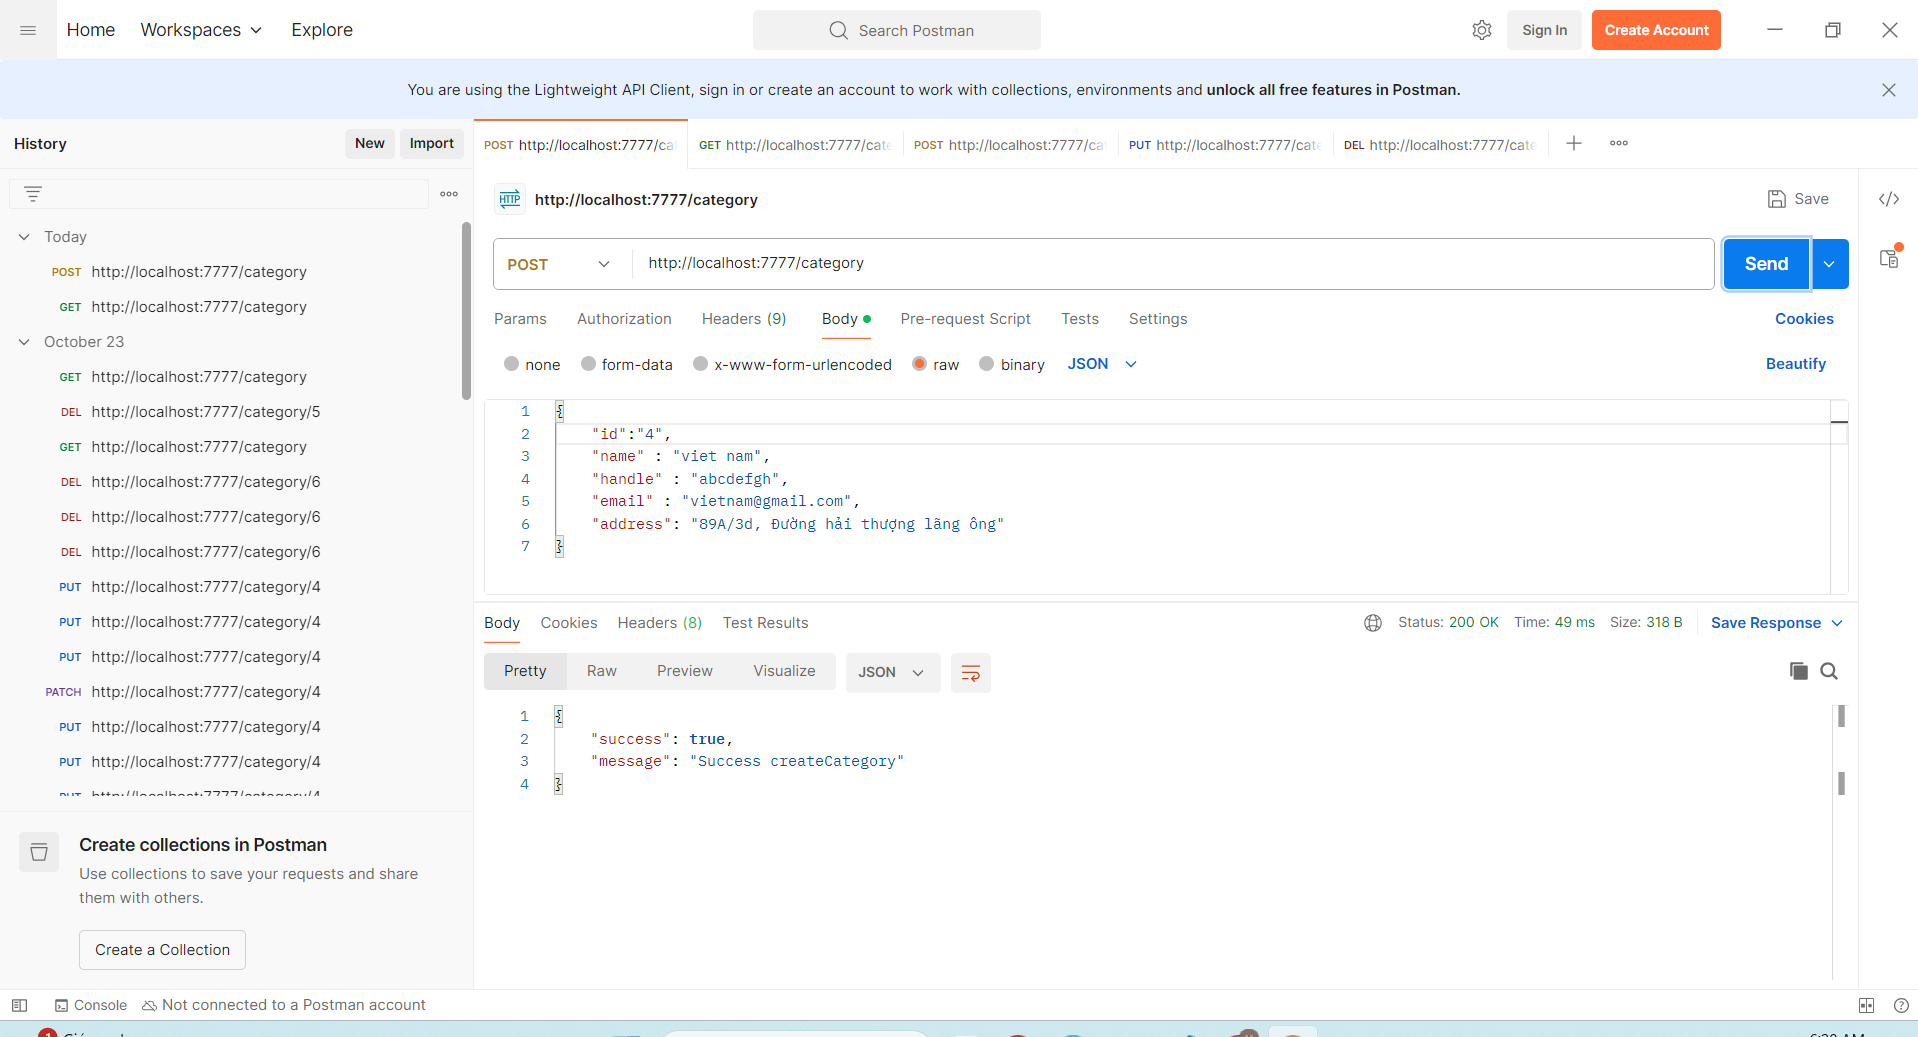 Home Workspaces Explore Search Postman Sign In Create Account
You are using the Lightweight API Client, sign in or create an account to work with collections, environments and unlock all free features in Postman.
History New Import
POST http://localhost:7777/ca GET http://localhost:7777/cate POST http://localhost:7777/ca PUT http://localhost:7777/cate DEL http://localhost:7777/cate
HTTP http://localhost:7777/category Save
Today
POST http://localhost:7777/category
GET http://localhost:7777/category
October 23
GET http://localhost:7777/category
DEL http://localhost:7777/category/5
GET http://localhost:7777/category
DEL http://localhost:7777/category/6
DEL http://localhost:7777/category/6
DEL http://localhost:7777/category/6
PUT http://localhost:7777/category/4
PUT http://localhost:7777/category/4
PUT http://localhost:7777/category/4
PATCH http://localhost:7777/category/4
PUT http://localhost:7777/category/4
PUT http://localhost:7777/category/4
PUT http://localhost:7777/category/4
Create collections in Postman
Use collections to save your requests and share
them with others.
Create a Collection
POST http://localhost:7777/category Send
Params Authorization Headers (9) Body Pre-request Script Tests Settings Cookies
none form-data x-www-form-urlencoded raw binary JSON Beautify
1 {
2 "id":"4",
3 "name" : "viet nam",
4 "handle" : "abcdefgh",
5 "email" : "vietnam@gmail.com",
6 "address": "89A/3d, Đường hải thượng lãng ông"
7 }
Body Cookies Headers (8) Test Results Status: 200 OK Time: 49 ms Size: 318 B Save Response
Pretty Raw Preview Visualize JSON
1 {
2 "success": true,
3 "message": "Success createCategory"
4 }
Console Not connected to a Postman account